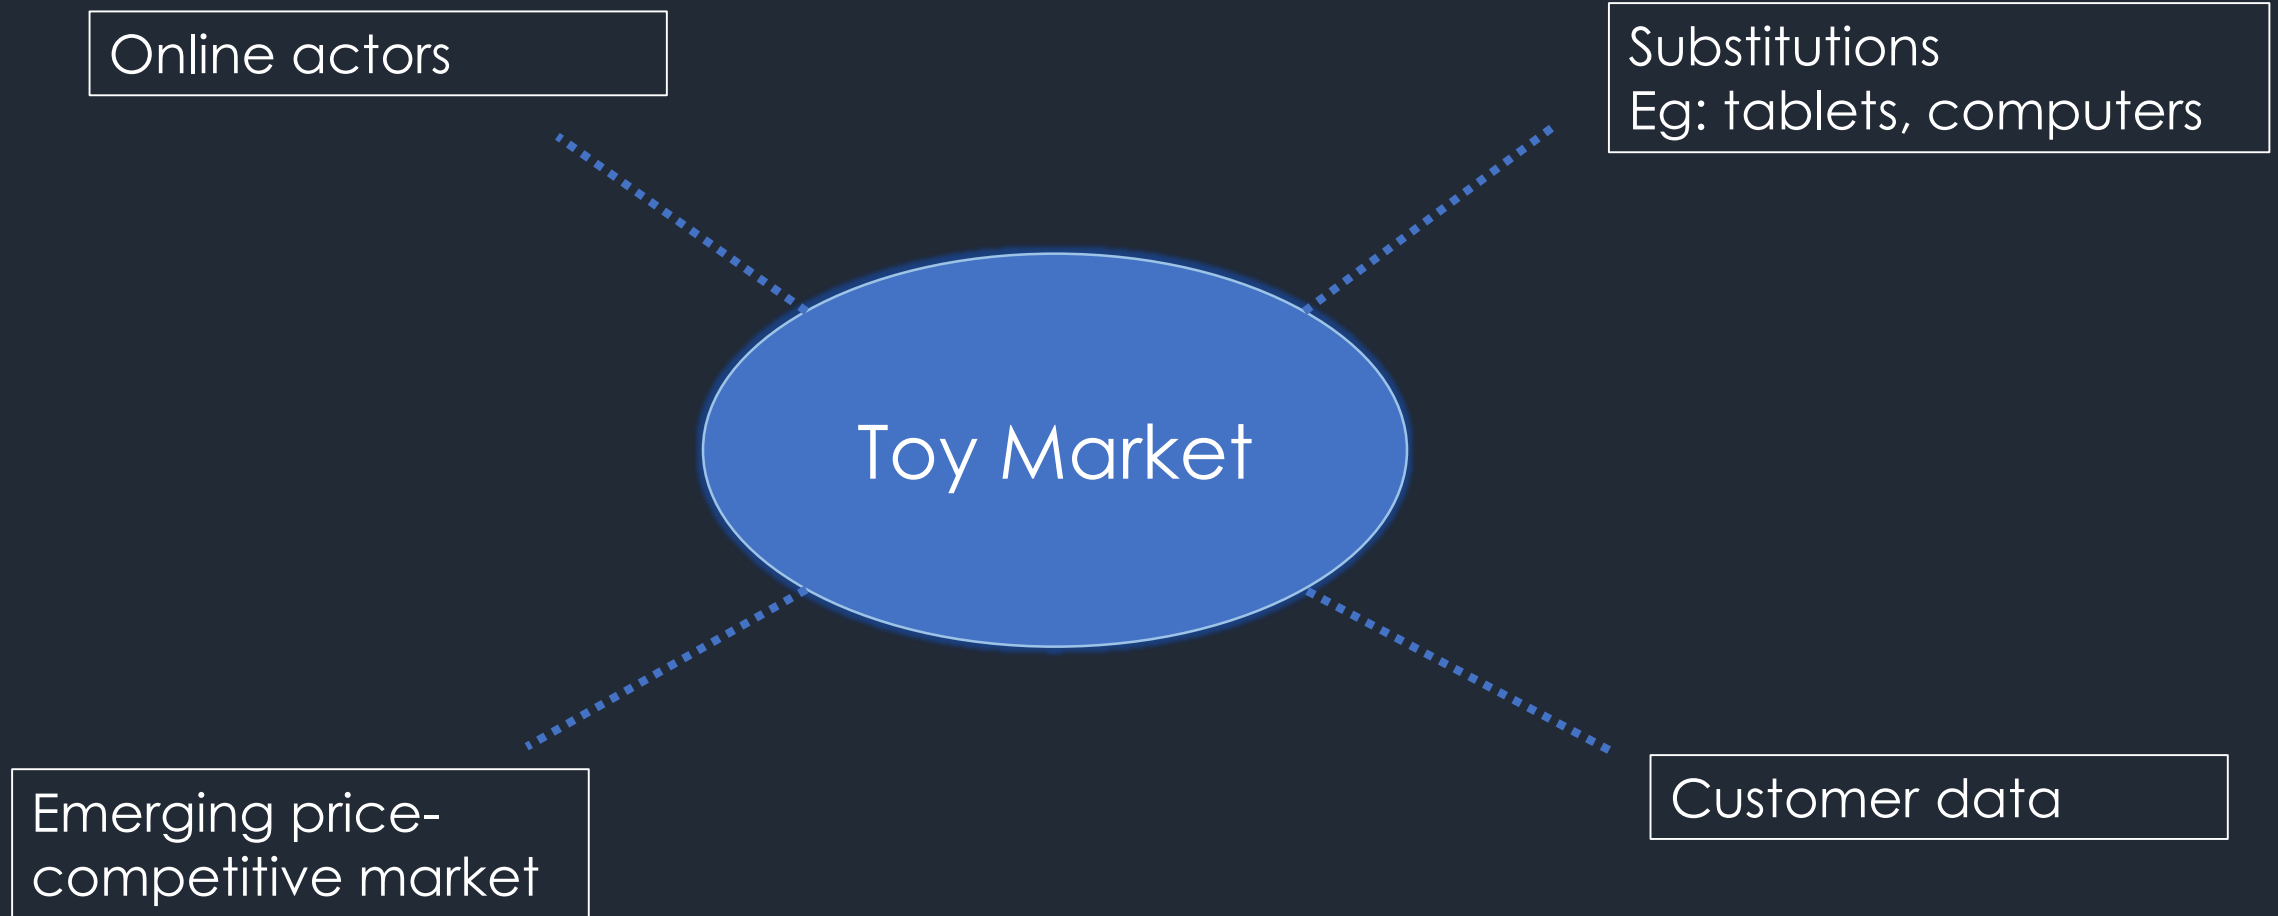 Online actors
Substitutions
Eg: tablets, computers
Toy Market
Emerging price-
competitive market
Customer data